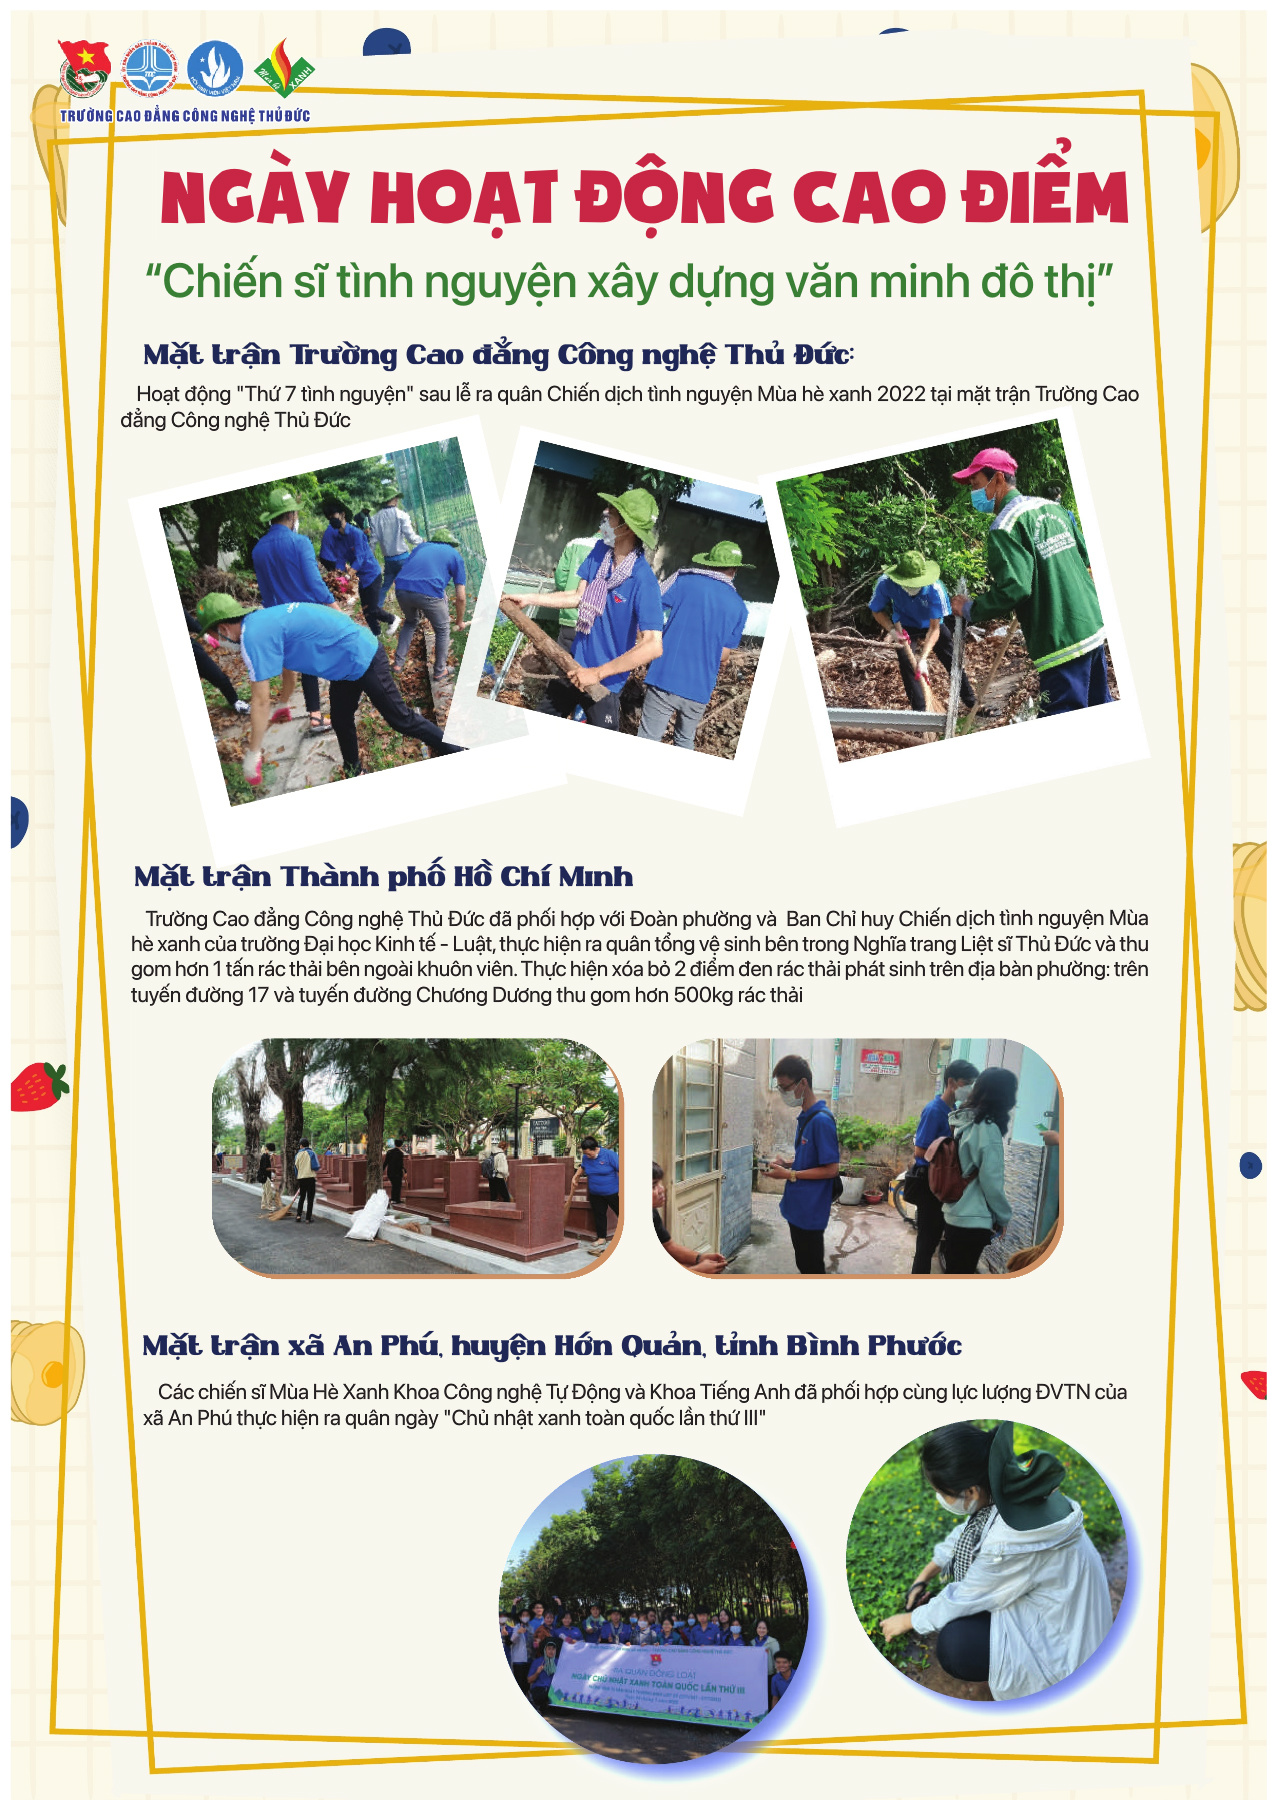 TRƯỜNG CAO ĐẲNG CÔNG NGHỆ THỦ ĐỨC
NGÀY HOẠT ĐỘNG CAO ĐIỂM
“Chiến sĩ tình nguyện xây dựng văn minh đô thị”
Mặt trận Trường Cao đẳng Công nghệ Thủ Đức:
Hoạt động "Thứ 7 tình nguyện" sau lễ ra quân Chiến dịch tình nguyện Mùa hè xanh 2022 tại mặt trận Trường Cao
đẳng Công nghệ Thủ Đức
Mặt trận Thành phố Hồ Chí Minh
Trường Cao đẳng Công nghệ Thủ Đức đã phối hợp với Đoàn phường và Ban Chỉ huy Chiến dịch tình nguyện Mùa
hè xanh của trường Đại học Kinh tế - Luật, thực hiện ra quân tổng vệ sinh bên trong Nghĩa trang Liệt sĩ Thủ Đức và thu
gom hơn 1 tấn rác thải bên ngoài khuôn viên. Thực hiện xóa bỏ 2 điểm đen rác thải phát sinh trên địa bàn phường: trên
tuyến đường 17 và tuyến đường Chương Dương thu gom hơn 500kg rác thải
TATTOO
Mặt trận xã An Phú, huyện Hớn Quản, tỉnh Bình Phước
Các chiến sĩ Mùa Hè Xanh Khoa Công nghệ Tự Động và Khoa Tiếng Anh đã phối hợp cùng lực lượng ĐVTN của
xã An Phú thực hiện ra quân ngày "Chủ nhật xanh toàn quốc lần thứ III"
RA QUÂN ĐỒNG LOẠT
NGÀY CHỦ NHẬT XANH TOÀN QUỐC LẦN THỨ III